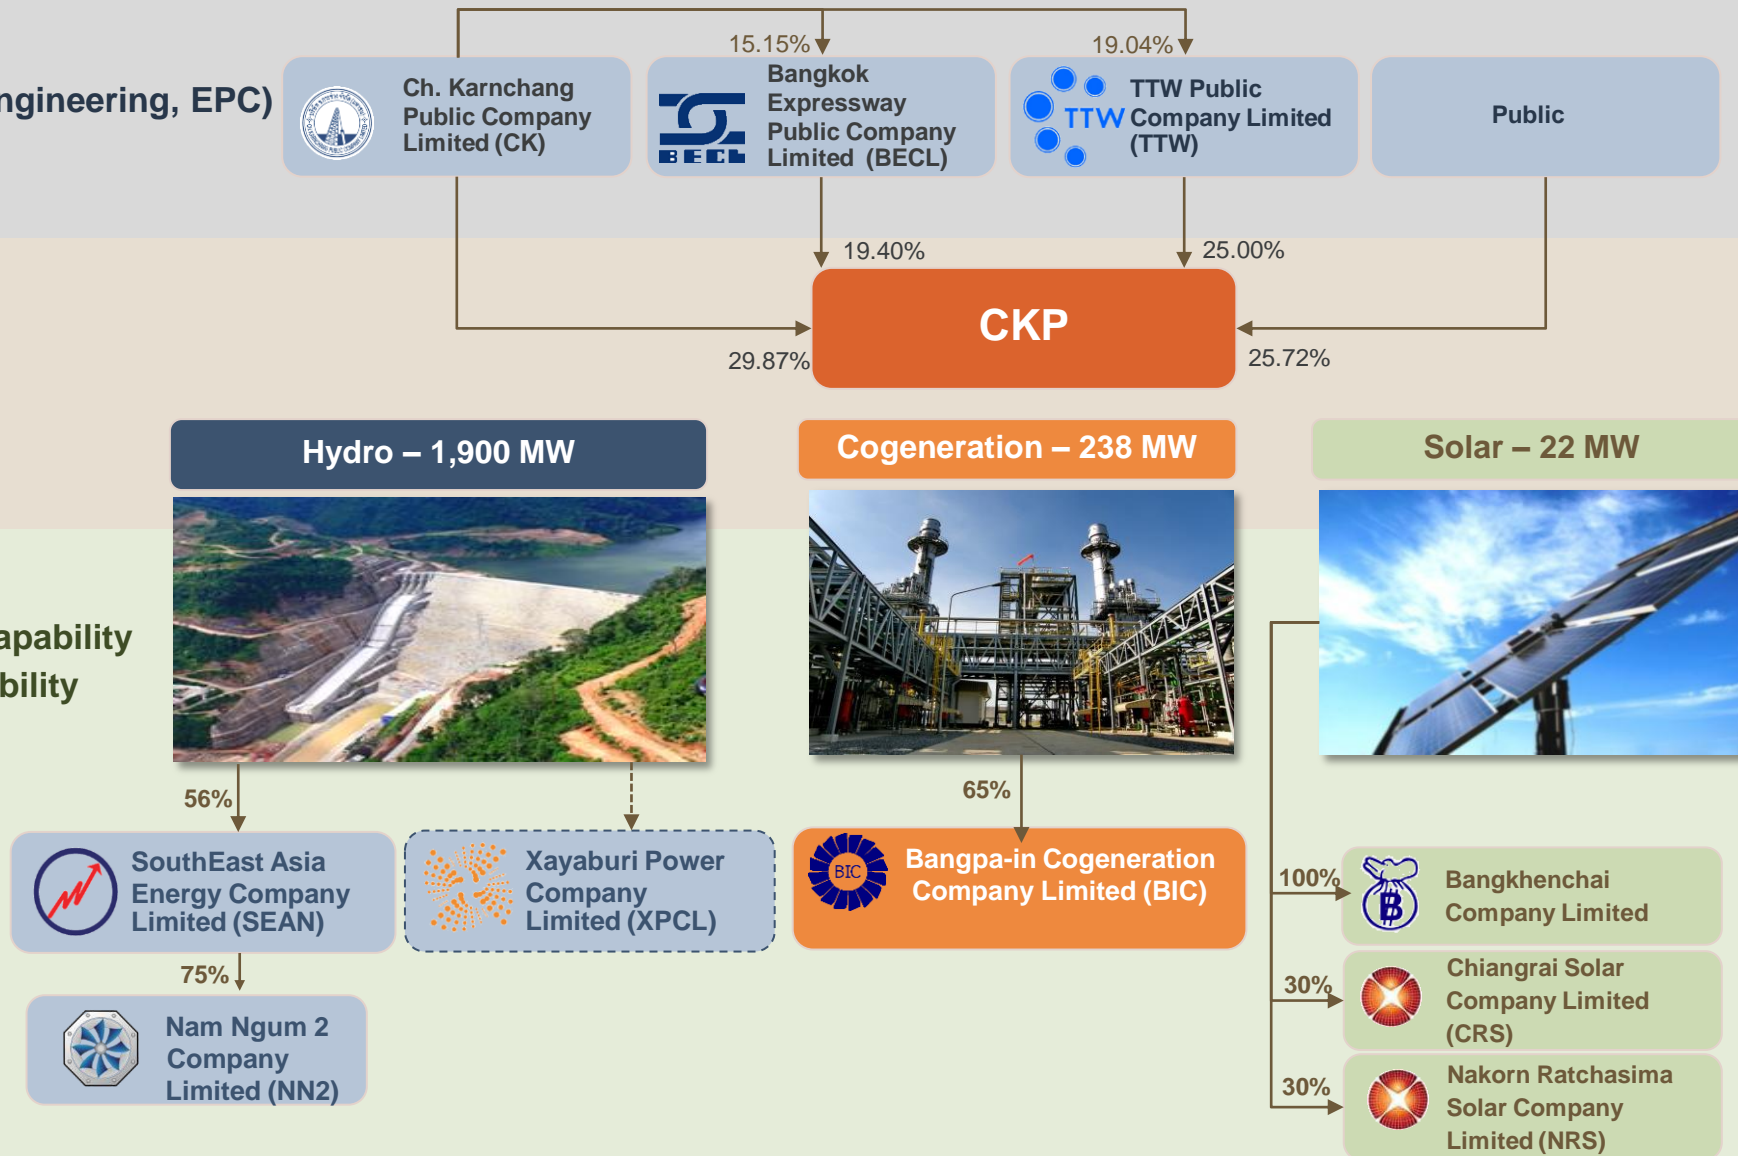 15.15%
19.04%
ngineering, EPC)
Ch. Karnchang
Public Company
Limited (CK)
BECL
Bangkok
Expressway
Public Company
Limited (BECL)
TTW
TTW Public
Company Limited
(TTW)
Public
19.40%
25.00%
CKP
29.87%
25.72%
Hydro – 1,900 MW
Cogeneration – 238 MW
Solar – 22 MW
apability
bility
56%
65%
SouthEast Asia
Energy Company
Limited (SEAN)
Xayaburi Power
Company
Limited (XPCL)
BIC
Bangpa-in Cogeneration
Company Limited (BIC)
100%
B
Bangkhenchai
Company Limited
75%
30%
Chiangrai Solar
Company Limited
(CRS)
Nam Ngum 2
Company
Limited (NN2)
30%
Nakorn Ratchasima
Solar Company
Limited (NRS)